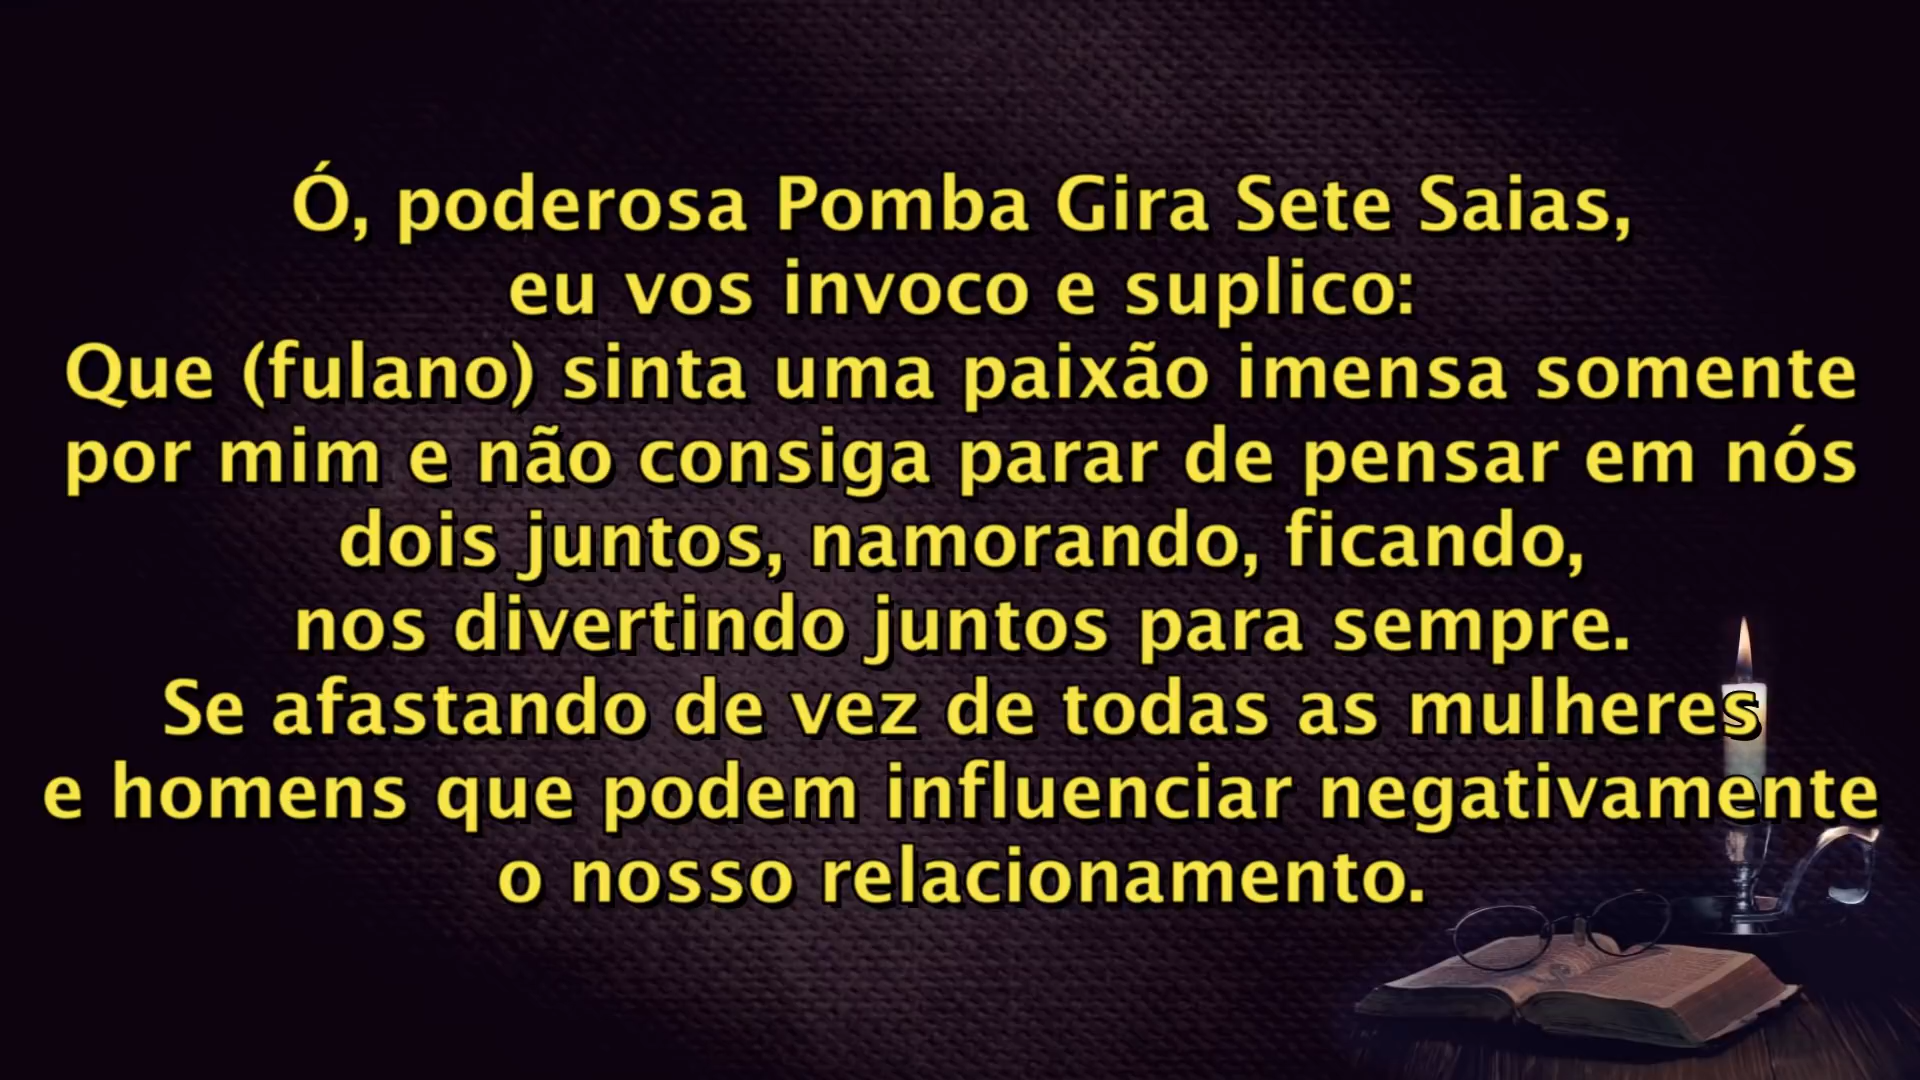 Ó, poderosa Pomba Gira Sete Saias,
eu vos invoco e suplico:
Que (fulano) sinta uma paixão imensa somente
por mim e não consiga parar de pensar em nós
dois juntos, namorando, ficando,
nos divertindo juntos para sempre.
Se afastando de vez de todas as mulheres
e homens que podem influenciar negativamente
o nosso relacionamento.